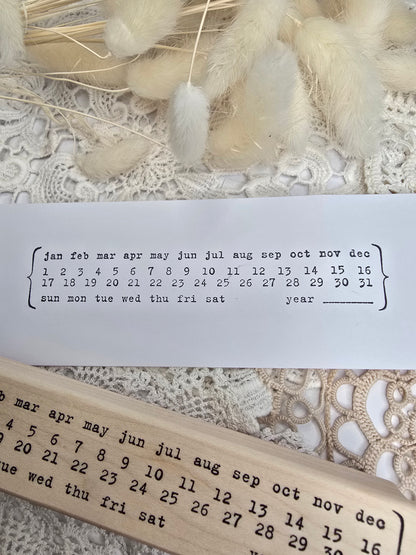 jan feb mar apr may jun jul aug sep oct nov dec
1 2 3 4 5 6 7 8 9 10 11 12 13 14 15 16
17 18 19 20 21 22 23 24 25 26 27 28 29 30 31
sun mon tue wed thu fri sat year ________
mar apr may jun jul aug sep oct nov dec
4 5 6 7 8 9 10 11 12 13 14 15 16
20 21 22 23 24 25 26 27 28 29
tue wed thu fri sat